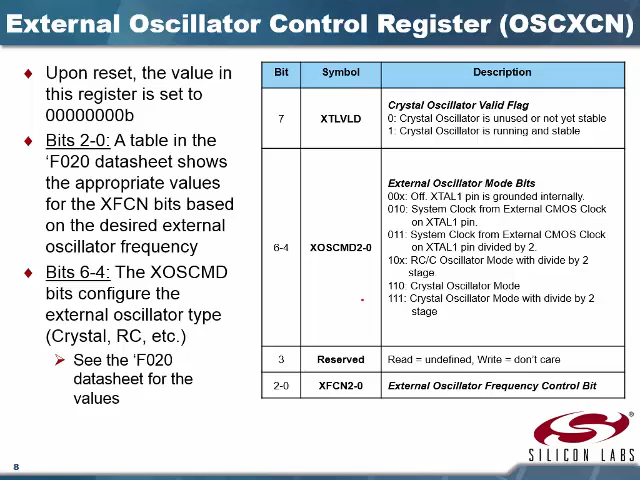 External Oscillator Control Register (OSCXCN)
♦ Upon reset, the value in
this register is set to
00000000b
♦ Bits 2-0: A table in the
‘F020 datasheet shows
the appropriate values
for the XFCN bits based
on the desired external
oscillator frequency
♦ Bits 6-4: The XOSCMD
bits configure the
external oscillator type
(Crystal, RC, etc.)
➢ See the ‘F020
datasheet for the
values
Bit Symbol Description
7 XTLVLD
Crystal Oscillator Valid Flag
0: Crystal Oscillator is unused or not yet stable
1: Crystal Oscillator is running and stable
6-4 XOSCMD2-0
External Oscillator Mode Bits
00x: Off. XTAL1 pin is grounded internally.
010: System Clock from External CMOS Clock
on XTAL1 pin.
011: System Clock from External CMOS Clock
on XTAL1 pin divided by 2.
10x: RC/C Oscillator Mode with divide by 2
stage.
110: Crystal Oscillator Mode
111: Crystal Oscillator Mode with divide by 2
stage
3 Reserved Read = undefined, Write = don’t care
2-0 XFCN2-0 External Oscillator Frequency Control Bit
®
SILICON LABS
8